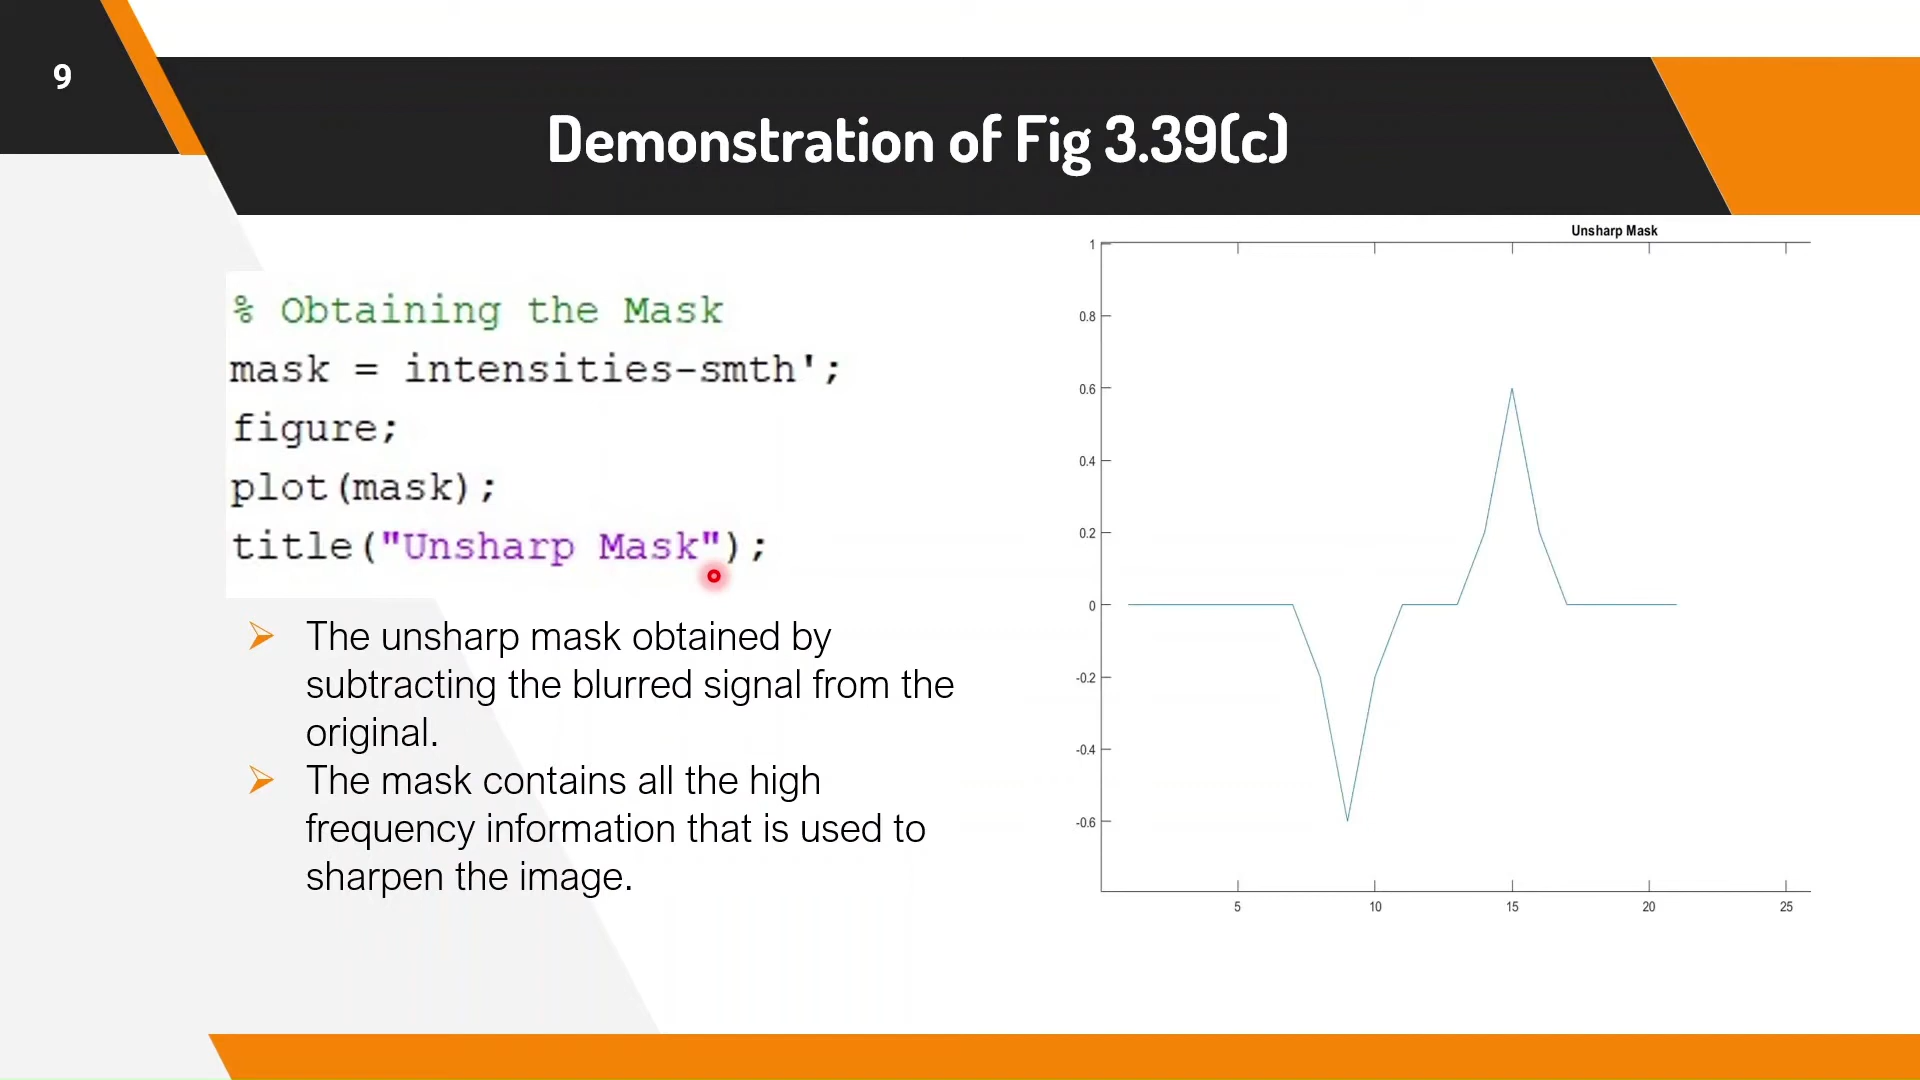 9
Demonstration of Fig 3.39(c)
% Obtaining the Mask
mask = intensities-smth';
figure;
plot(mask);
title("Unsharp Mask");
➢ The unsharp mask obtained by
subtracting the blurred signal from the
original.
➢ The mask contains all the high
frequency information that is used to
sharpen the image.
Unsharp Mask
1
0.8
0.6
0.4
0.2
0
-0.2
-0.4
-0.6
5 10 15 20 25